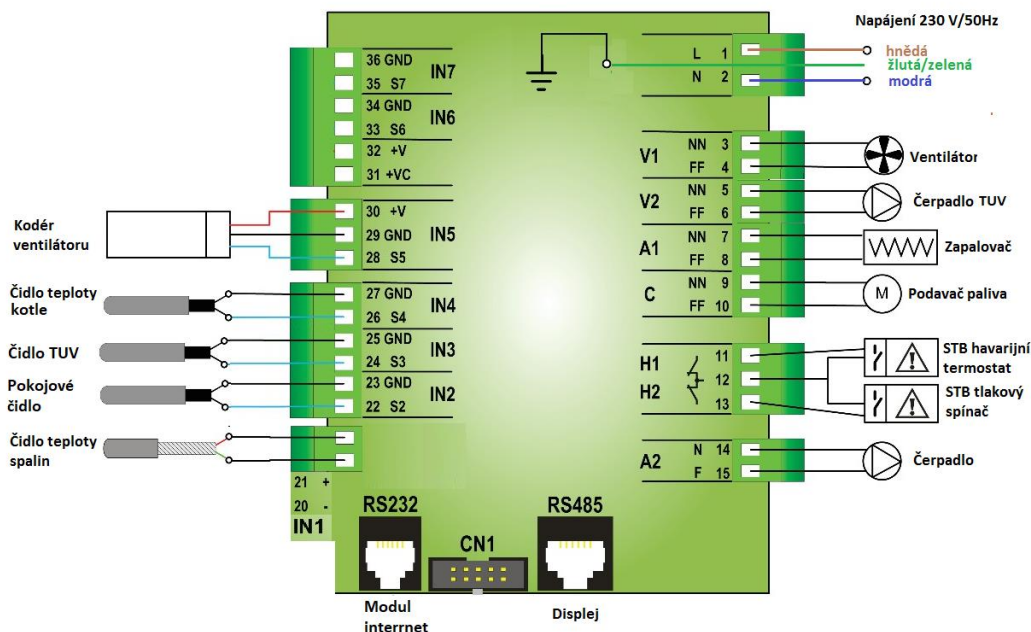 Napájení 230 V/50Hz
L 1
hnědá
žlutá/zelená
N 2
modrá
36 GND
IN7
35 S7
34 GND
IN6
33 S6
32 +V
31 +VC
V1
NN 3
FF 4
Ventilátor
V2
NN 5
FF 6
Čerpadlo TUV
A1
NN 7
FF 8
Zapalovač
C
NN 9
FF 10
M
Podavač paliva
Kodér
ventilátoru
30 +V
29 GND
IN5
28 S5
Čidlo teploty
kotle
27 GND
IN4
26 S4
Čidlo TUV
25 GND
IN3
24 S3
Pokojové
čidlo
23 GND
IN2
22 S2
Čidlo teploty
spalin
21 +
20 -
IN1
H1
11
12
H2
13
STB havarijní
termostat
STB tlakový
spínač
A2
N 14
F 15
Čerpadlo
RS232
CN1
RS485
Modul
interrnet
Displej